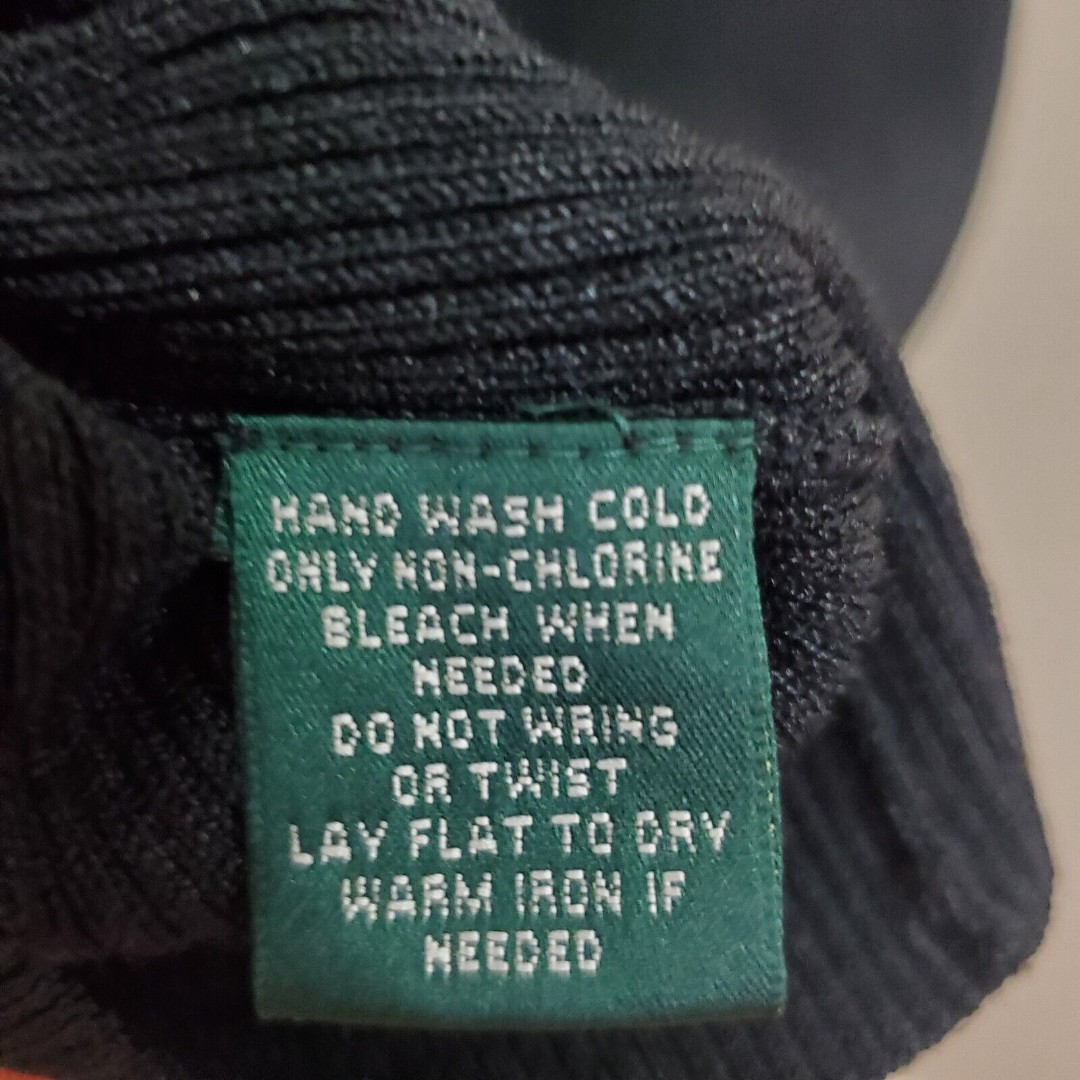 HAND WASH COLD
ONLY NON-CHLORINE
BLEACH WHEN
NEEDED
DO NOT WRING
OR TWIST
LAY FLAT TO DRY
WARM IRON IF
NEEDED